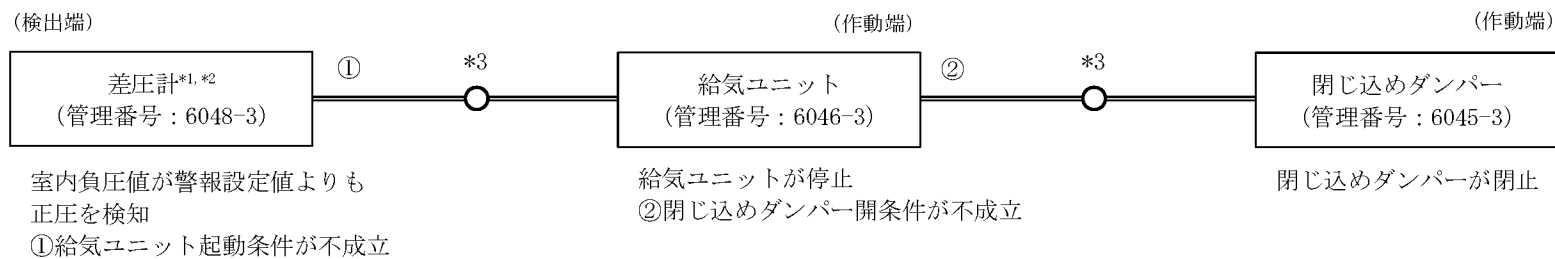 (検出端)
(作動端)
(作動端)
差圧計*1,*2
(管理番号：6048-3)
①
*3
給気ユニット
(管理番号：6046-3)
②
*3
閉じ込めダンパー
(管理番号：6045-3)
室内負圧値が警報設定値よりも
正圧を検知
①給気ユニット起動条件が不成立
給気ユニットが停止
②閉じ込めダンパー開条件が不成立
閉じ込めダンパーが閉止